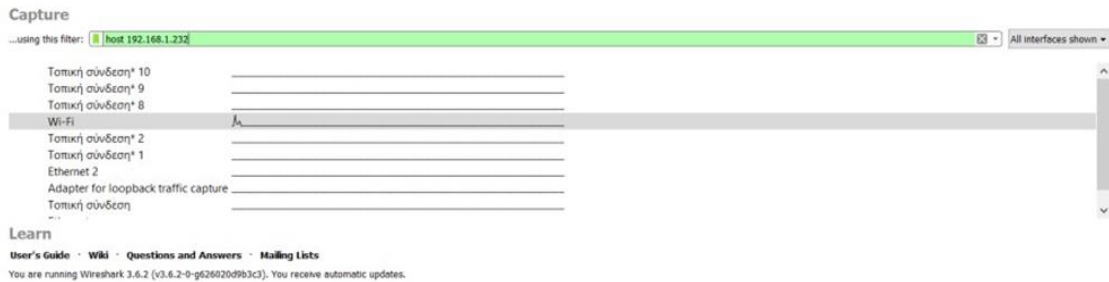 Capture
...using this filter: host 192.168.1.232 All interfaces shown
Τοπική σύνδεση* 10
Τοπική σύνδεση* 9
Τοπική σύνδεση* 8
Wi-Fi
Τοπική σύνδεση* 2
Τοπική σύνδεση* 1
Ethernet 2
Adapter for loopback traffic capture
Τοπική σύνδεση
Learn
User's Guide · Wiki · Questions and Answers · Mailing Lists
You are running Wireshark 3.6.2 (v3.6.2-0-g626020d9b3c3). You receive automatic updates.